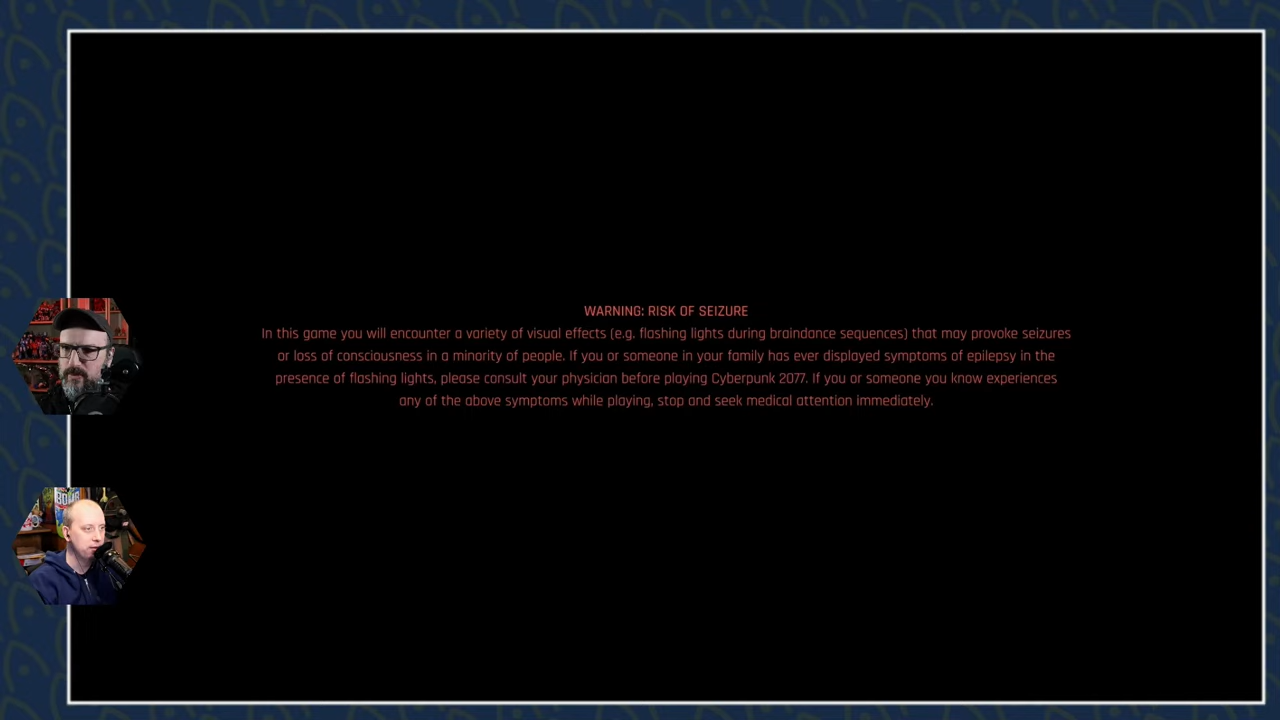 WARNING: RISK OF SEIZURE
In this game you will encounter a variety of visual effects (e.g. flashing lights during braindance sequences) that may provoke seizures
or loss of consciousness in a minority of people. If you or someone in your family has ever displayed symptoms of epilepsy in the
presence of flashing lights, please consult your physician before playing Cyberpunk 2077. If you or someone you know experiences
any of the above symptoms while playing, stop and seek medical attention immediately.